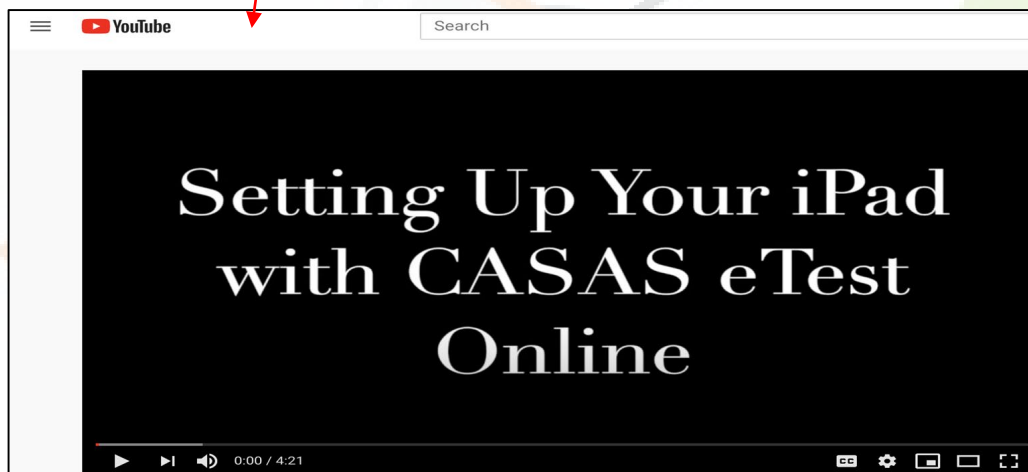 YouTube
Search
Setting Up Your iPad
with CASAS eTest
Online
0:00 / 4:21
CC